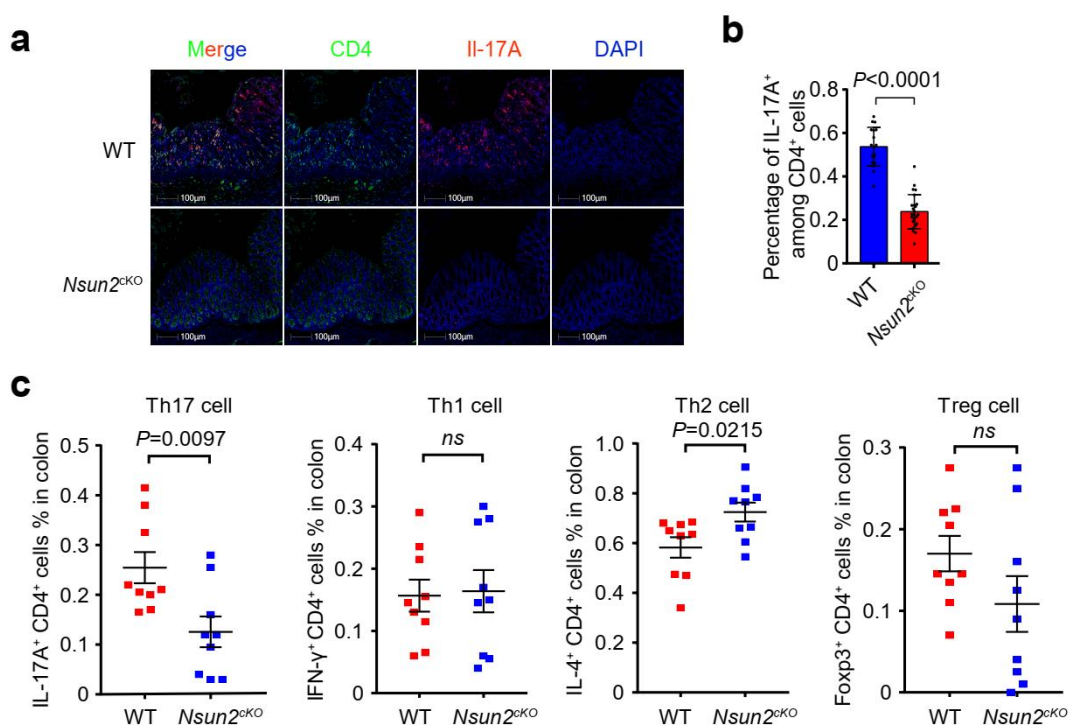 a
Merge CD4 Il-17A DAPI
WT
100μm 100μm 100μm 100μm
Nsun2cKO
100μm 100μm 100μm 100μm
b
P<0.0001
Percentage of IL-17A+
among CD4+ cells
0.8
0.6
0.4
0.2
0
WT
Nsun2cKO
c
Th17 cell
P=0.0097
IL-17A+ CD4+ cells % in colon
0.5
0.4
0.3
0.2
0.1
0.0
WT Nsun2cKO
Th1 cell
ns
IFN-γ+ CD4+ cells % in colon
0.4
0.3
0.2
0.1
0.0
WT Nsun2cKO
Th2 cell
P=0.0215
IL-4+ CD4+ cells % in colon
1.0
0.8
0.6
0.4
0.2
0.0
WT Nsun2cKO
Treg cell
ns
Foxp3+ CD4+ cells % in colon
0.3
0.2
0.1
0.0
WT Nsun2cKO